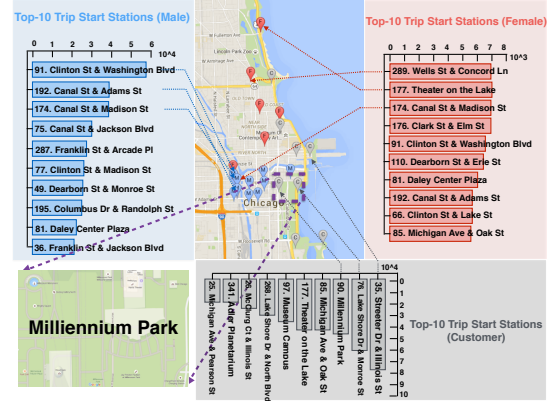 Top-10 Trip Start Stations (Male)
0 1 2 3 4 5 6
10^4
91. Clinton St & Washington Blvd
192. Canal St & Adams St
174. Canal St & Madison St
75. Canal St & Jackson Blvd
287. Franklin St & Arcade Pl
77. Clinton St & Madison St
49. Dearborn St & Monroe St
195. Columbus Dr & Randolph St
81. Daley Center Plaza
36. Franklin St & Jackson Blvd
Lincoln Park Zoo
OLD TOWN
Chicago
Top-10 Trip Start Stations (Female)
0 1 2 3 4 5 6 7 8
10^3
289. Wells St & Concord Ln
177. Theater on the Lake
174. Canal St & Madison St
176. Clark St & Elm St
91. Clinton St & Washington Blvd
110. Dearborn St & Erie St
81. Daley Center Plaza
192. Canal St & Adams St
66. Clinton St & Lake St
85. Michigan Ave & Oak St
Milliennium Park
10^4
0
1
2
3
4
5
6
7
8
9
10
35. Streeter Dr & Illinois St
76. Lake Shore Dr & Monroe St
90. Millennium Park
85. Michigan Ave & Oak St
177. Theater on the Lake
97. Museum Campus
268. Lake Shore Dr & North Blvd
26. McClurg Ct & Illinois St
341. Adler Planetarium
25. Michigan Ave & Pearson St
Top-10 Trip Start Stations
(Customer)